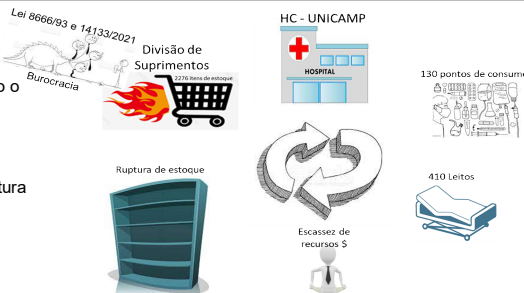 Lei 8666/93 e 14133/2021
Burocracia
Divisão de
Suprimentos
2276 itens de estoque
HC - UNICAMP
HOSPITAL
130 pontos de consumo
o o
tura
Ruptura de estoque
410 Leitos
Escassez de
recursos $